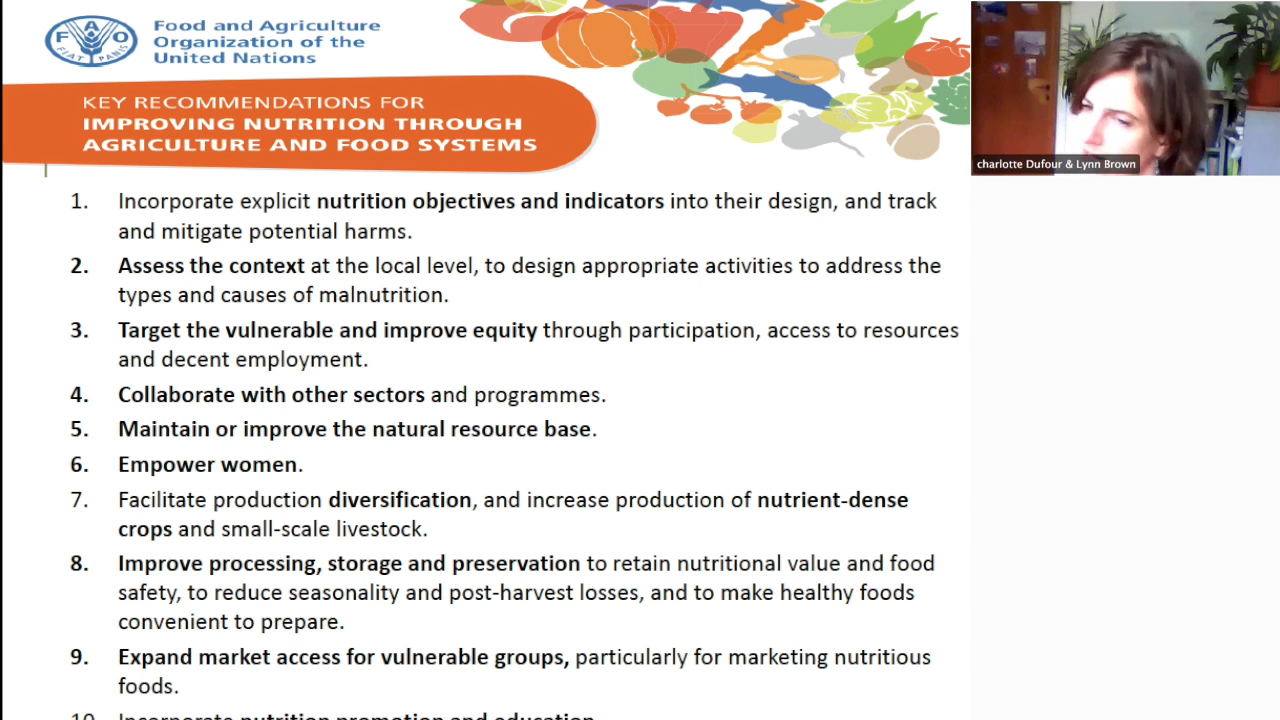 Food and Agriculture
Organization of the
United Nations
F A O
FIAT PANIS
KEY RECOMMENDATIONS FOR
IMPROVING NUTRITION THROUGH
AGRICULTURE AND FOOD SYSTEMS
charlotte Dufour & Lynn Brown
1. Incorporate explicit nutrition objectives and indicators into their design, and track
and mitigate potential harms.
2. Assess the context at the local level, to design appropriate activities to address the
types and causes of malnutrition.
3. Target the vulnerable and improve equity through participation, access to resources
and decent employment.
4. Collaborate with other sectors and programmes.
5. Maintain or improve the natural resource base.
6. Empower women.
7. Facilitate production diversification, and increase production of nutrient-dense
crops and small-scale livestock.
8. Improve processing, storage and preservation to retain nutritional value and food
safety, to reduce seasonality and post-harvest losses, and to make healthy foods
convenient to prepare.
9. Expand market access for vulnerable groups, particularly for marketing nutritious
foods.
10. Incorporate nutrition promotion and education